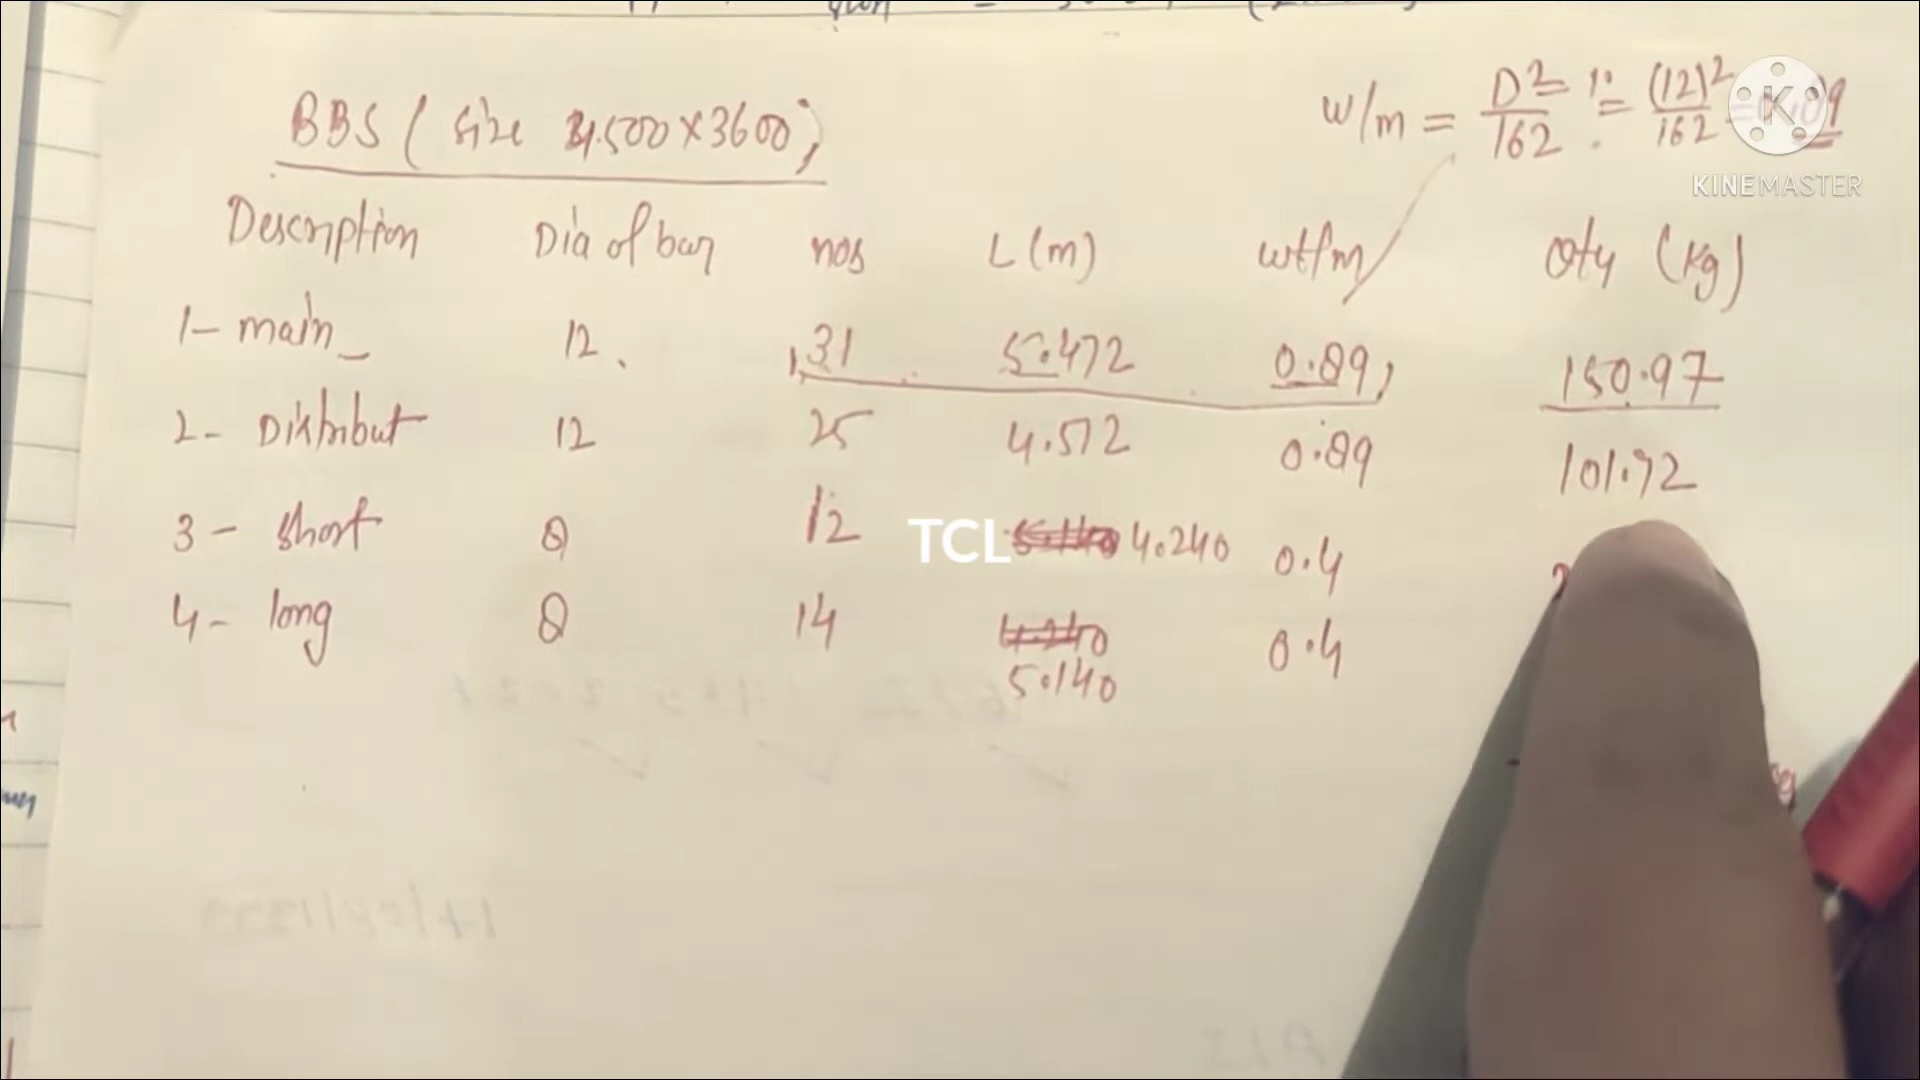 BBS ( size 4.500×3600)
W/m = D²/162 = (12)²/162 = 0.89
KINEMASTER
Description Dia of bar nos L (m) wt/m Qty (Kg)
1- main 12 31 5.472 0.89 150.97
2- Distribut 12 25 4.572 0.89 101.72
3- short 8 12 4.240 0.4
TCL
4- long 8 14 5.140 0.4